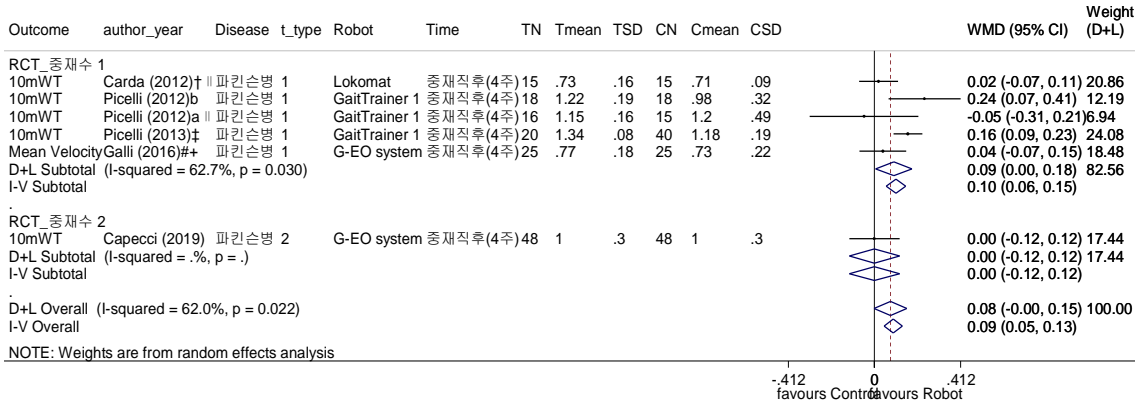 Outcome author_year Disease t_type Robot Time TN Tmean TSD CN Cmean CSD WMD (95% CI) Weight (D+L)
RCT_중재수 1
10mWT Carda (2012)† ॥ 파킨슨병 1 Lokomat 중재직후(4주) 15 .73 .16 15 .71 .09 0.02 (-0.07, 0.11) 20.86
10mWT Picelli (2012)b 파킨슨병 1 GaitTrainer 1 중재직후(4주) 18 1.22 .19 18 .98 .32 0.24 (0.07, 0.41) 12.19
10mWT Picelli (2012)a ॥ 파킨슨병 1 GaitTrainer 1 중재직후(4주) 16 1.15 .16 15 1.2 .49 -0.05 (-0.31, 0.21) 6.94
10mWT Picelli (2013)‡ 파킨슨병 1 GaitTrainer 1 중재직후(4주) 20 1.34 .08 40 1.18 .19 0.16 (0.09, 0.23) 24.08
Mean Velocity Galli (2016)#+ 파킨슨병 1 G-EO system 중재직후(4주) 25 .77 .18 25 .73 .22 0.04 (-0.07, 0.15) 18.48
D+L Subtotal (I-squared = 62.7%, p = 0.030) 0.09 (0.00, 0.18) 82.56
I-V Subtotal 0.10 (0.06, 0.15)
.
RCT_중재수 2
10mWT Capecci (2019) 파킨슨병 2 G-EO system 중재직후(4주) 48 1 .3 48 1 .3 0.00 (-0.12, 0.12) 17.44
D+L Subtotal (I-squared = .%, p = .) 0.00 (-0.12, 0.12) 17.44
I-V Subtotal 0.00 (-0.12, 0.12)
.
D+L Overall (I-squared = 62.0%, p = 0.022) 0.08 (-0.00, 0.15) 100.00
I-V Overall 0.09 (0.05, 0.13)
NOTE: Weights are from random effects analysis
-.412 0 .412
favours Control favours Robot